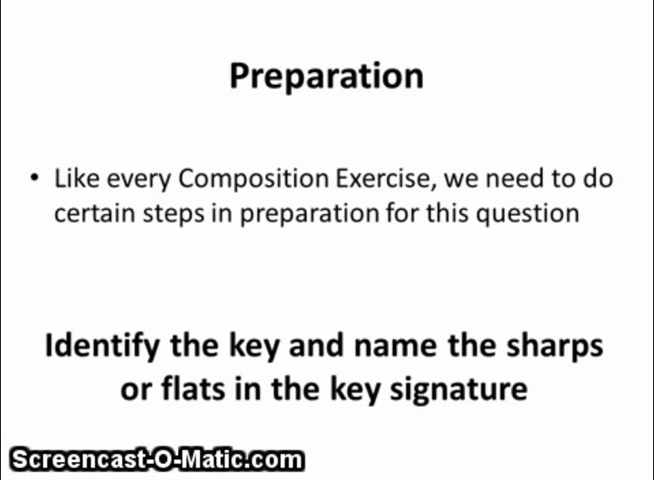 Preparation
• Like every Composition Exercise, we need to do
certain steps in preparation for this question
Identify the key and name the sharps
or flats in the key signature
Screencast-O-Matic.com